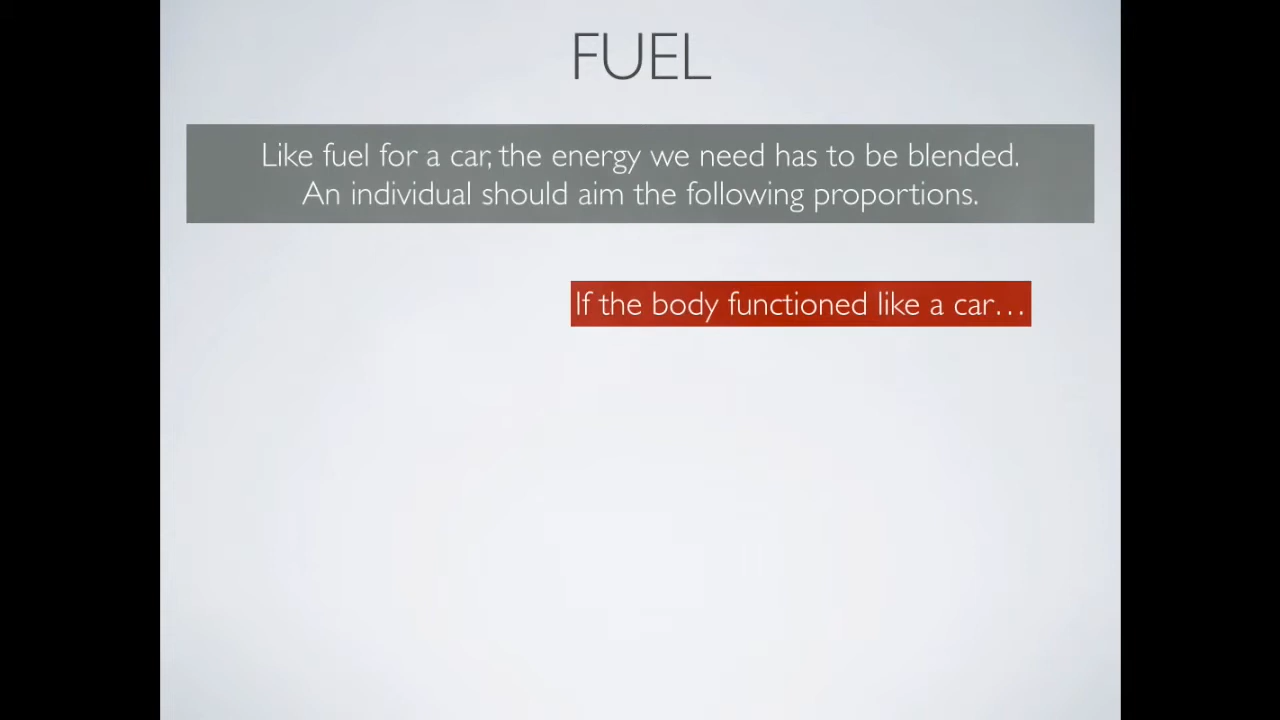 FUEL
Like fuel for a car, the energy we need has to be blended.
An individual should aim the following proportions.
If the body functioned like a car…